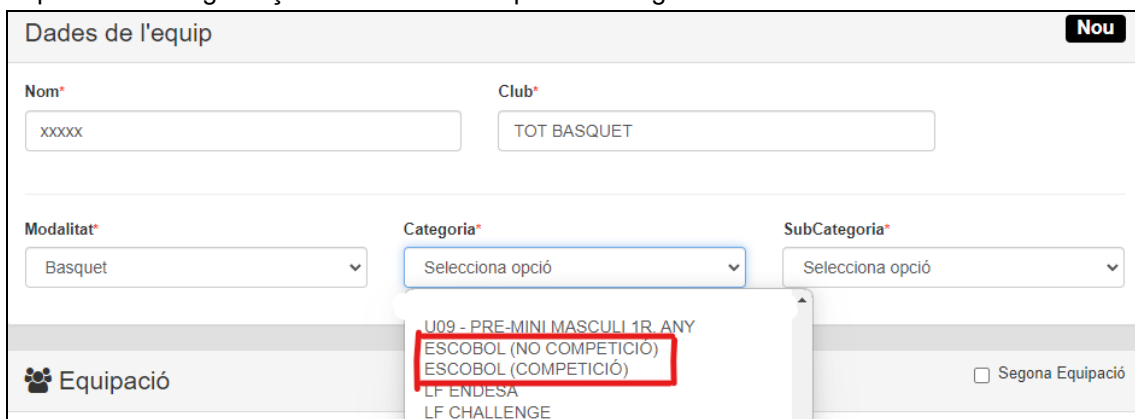 Dades de l'equip Nou
Nom* Club*
xxxxx TOT BASQUET
Modalitat* Categoria* SubCategoria*
Basquet Selecciona opció Selecciona opció
U09 - PRE-MINI MASCULI 1R. ANY
ESCOBOL (NO COMPETICIÓ)
ESCOBOL (COMPETICIÓ)
Equipació Segona Equipació
LF ENDESA
LF CHALLENGE